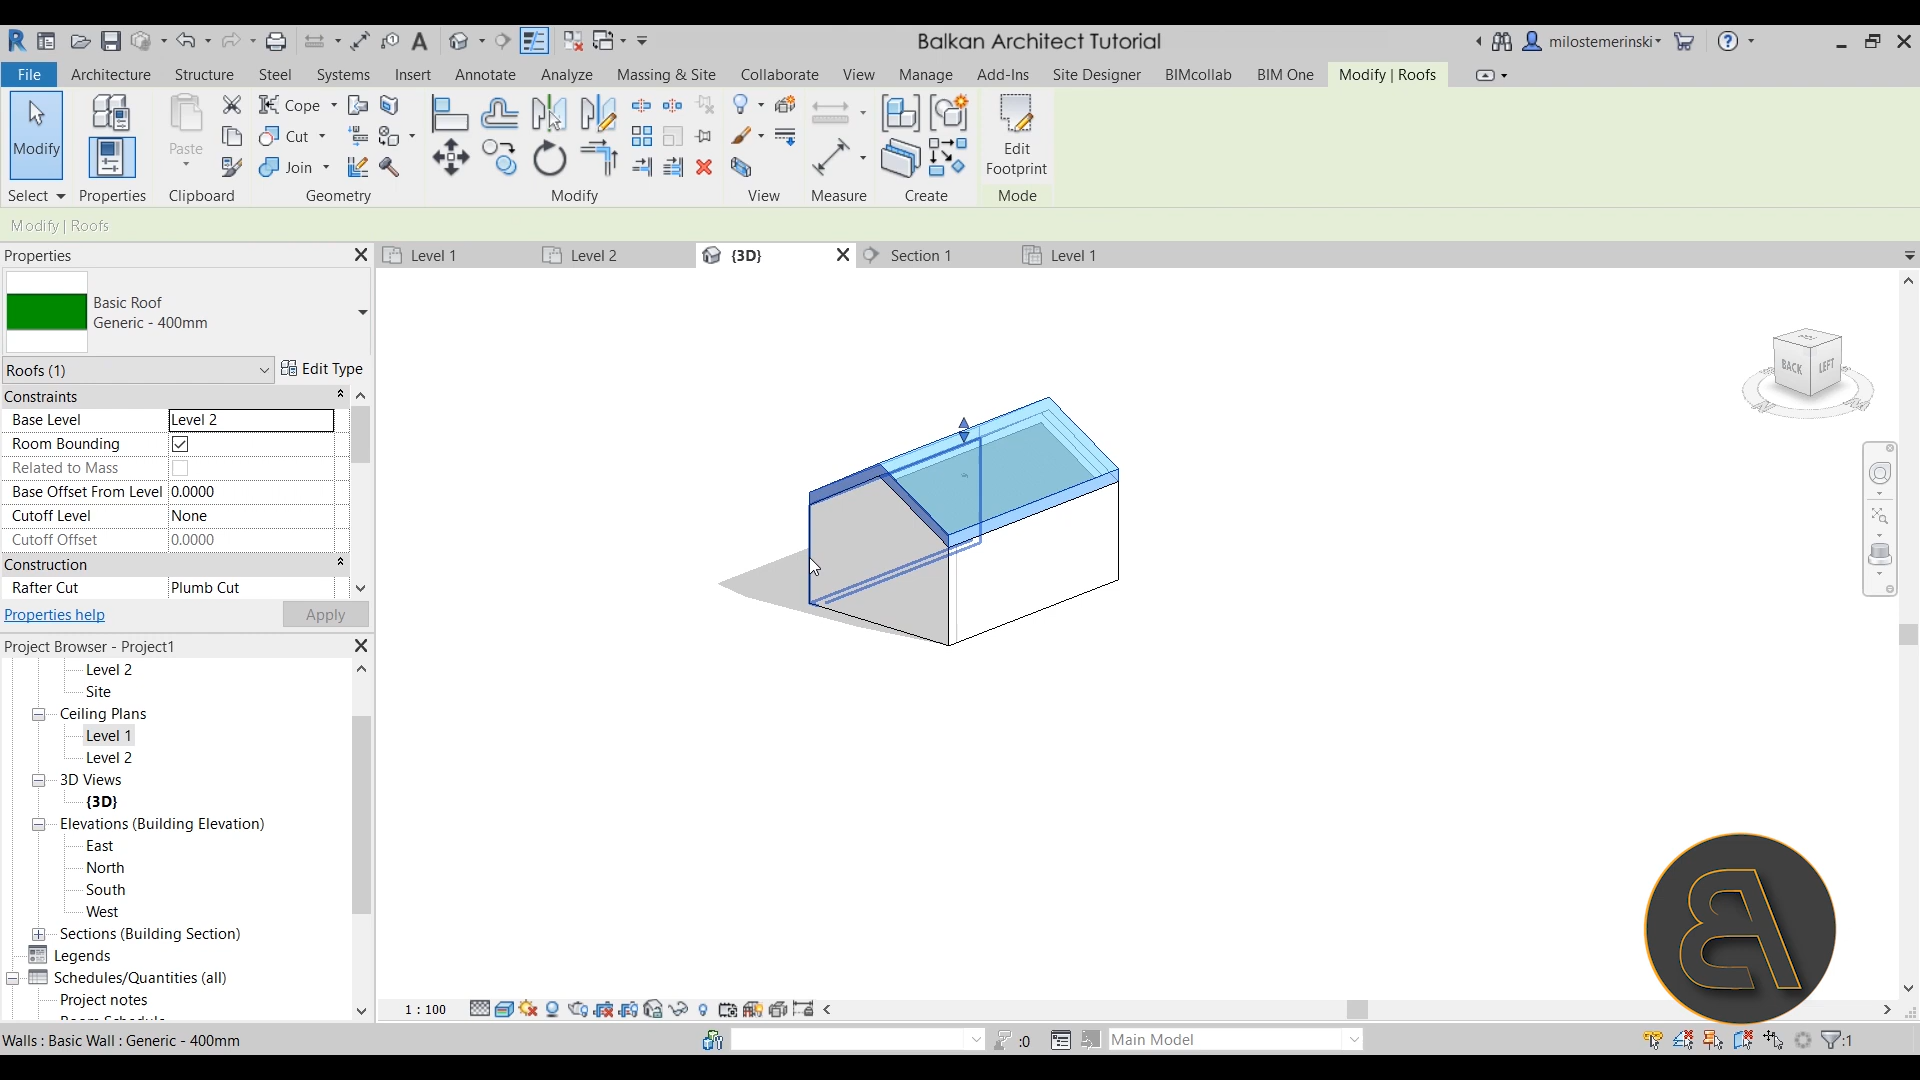 Balkan Architect Tutorial
milostemerinski
File Architecture Structure Steel Systems Insert Annotate Analyze Massing & Site Collaborate View Manage Add-Ins Site Designer BIMcollab BIM One Modify | Roofs
Modify
Paste
Cope
Cut
Join
Edit
Footprint
Select Properties Clipboard Geometry Modify View Measure Create Mode
Modify | Roofs
Properties
Level 1
Level 2
{3D}
Section 1
Level 1
Basic Roof
Generic - 400mm
Roofs (1)
Edit Type
Constraints
Base Level Level 2
Room Bounding
Related to Mass
Base Offset From Level 0.0000
Cutoff Level None
Cutoff Offset 0.0000
Construction
Rafter Cut Plumb Cut
Properties help
Apply
Project Browser - Project1
Level 2
Site
Ceiling Plans
Level 1
Level 2
3D Views
{3D}
Elevations (Building Elevation)
East
North
South
West
Sections (Building Section)
Legends
Schedules/Quantities (all)
Project notes
BACK
LEFT
1 : 100
Walls : Basic Wall : Generic - 400mm
:0
Main Model
:1